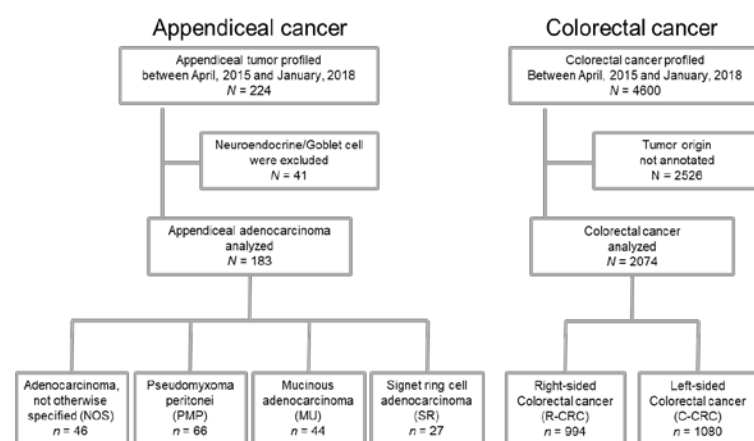 Appendiceal cancer
Appendiceal tumor profiled
between April, 2015 and January, 2018
N = 224
Neuroendocrine/Goblet cell
were excluded
N = 41
Appendiceal adenocarcinoma
analyzed
N = 183
Adenocarcinoma,
not otherwise
specified (NOS)
n = 46
Pseudomyxoma
peritonei
(PMP)
n = 66
Mucinous
adenocarcinoma
(MU)
n = 44
Signet ring cell
adenocarcinoma
(SR)
n = 27
Colorectal cancer
Colorectal cancer profiled
Between April, 2015 and January, 2018
N = 4600
Tumor origin
not annotated
N = 2526
Colorectal cancer
analyzed
N = 2074
Right-sided
Colorectal cancer
(R-CRC)
n = 994
Left-sided
Colorectal cancer
(C-CRC)
n = 1080